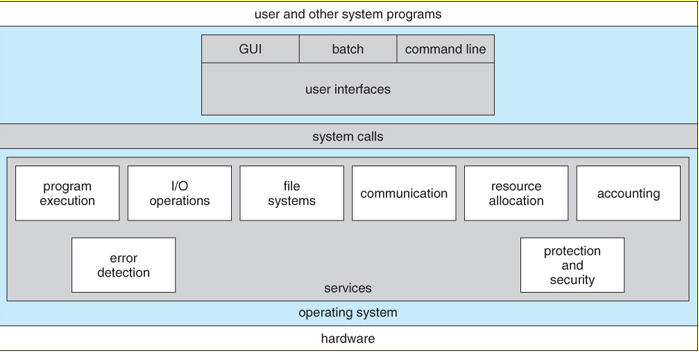 user and other system programs
GUI
batch
command line
user interfaces
system calls
program
execution
I/O
operations
file
systems
communication
resource
allocation
accounting
error
detection
protection
and
security
services
operating system
hardware